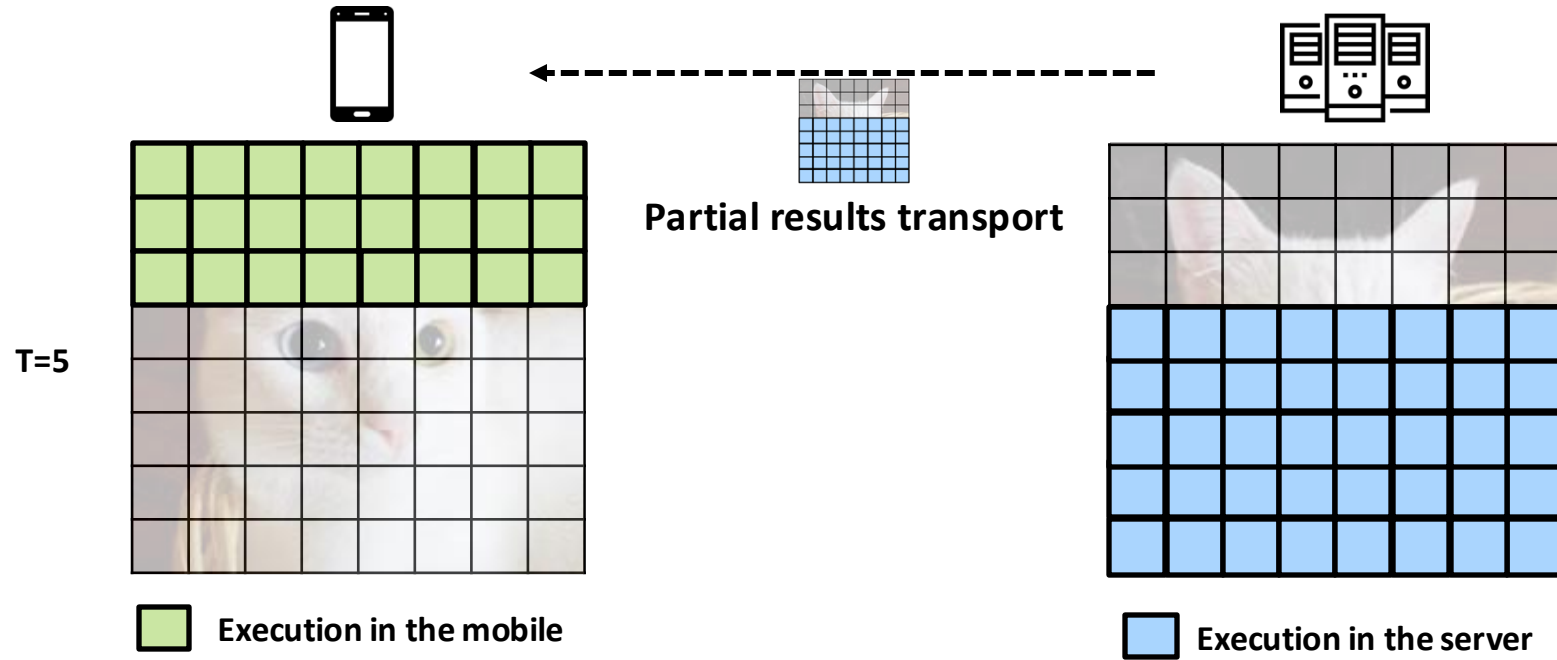 Partial results transport
T=5
Execution in the mobile
Execution in the server